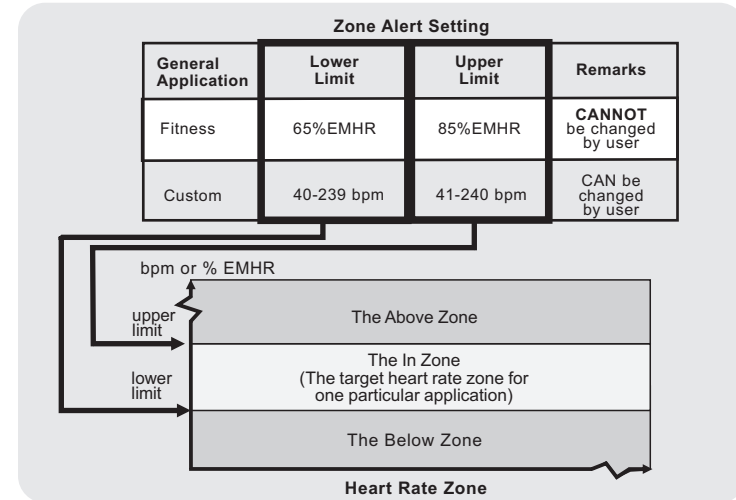 Zone Alert Setting
General Application
Lower Limit
Upper Limit
Remarks
Fitness
65%EMHR
85%EMHR
CANNOT
be changed
by user
Custom
40-239 bpm
41-240 bpm
CAN be
changed
by user
bpm or % EMHR
upper
limit
The Above Zone
The In Zone
(The target heart rate zone for
one particular application)
lower
limit
The Below Zone
Heart Rate Zone